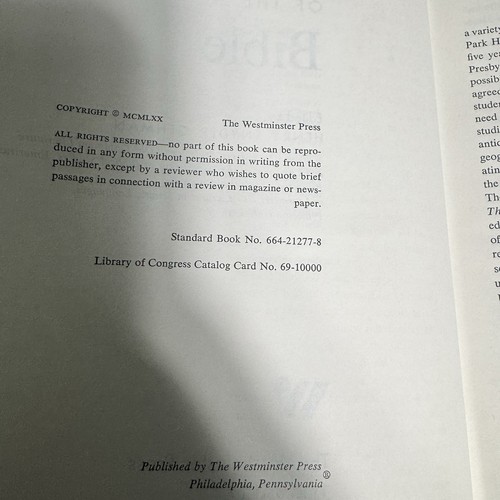 COPYRIGHT © MCMLXX The Westminster Press
ALL RIGHTS RESERVED—no part of this book can be repro-
duced in any form without permission in writing from the
publisher, except by a reviewer who wishes to quote brief
passages in connection with a review in magazine or news-
paper.
Standard Book No. 664-21277-8
Library of Congress Catalog Card No. 69-10000
Published by The Westminster Press
®
Philadelphia, Pennsylvania
a variety
Park H
five ye
Presby
possib
agreed
studen
need
studi
antic
geog
atin
the
Th
Th
ed
of
re
s
u